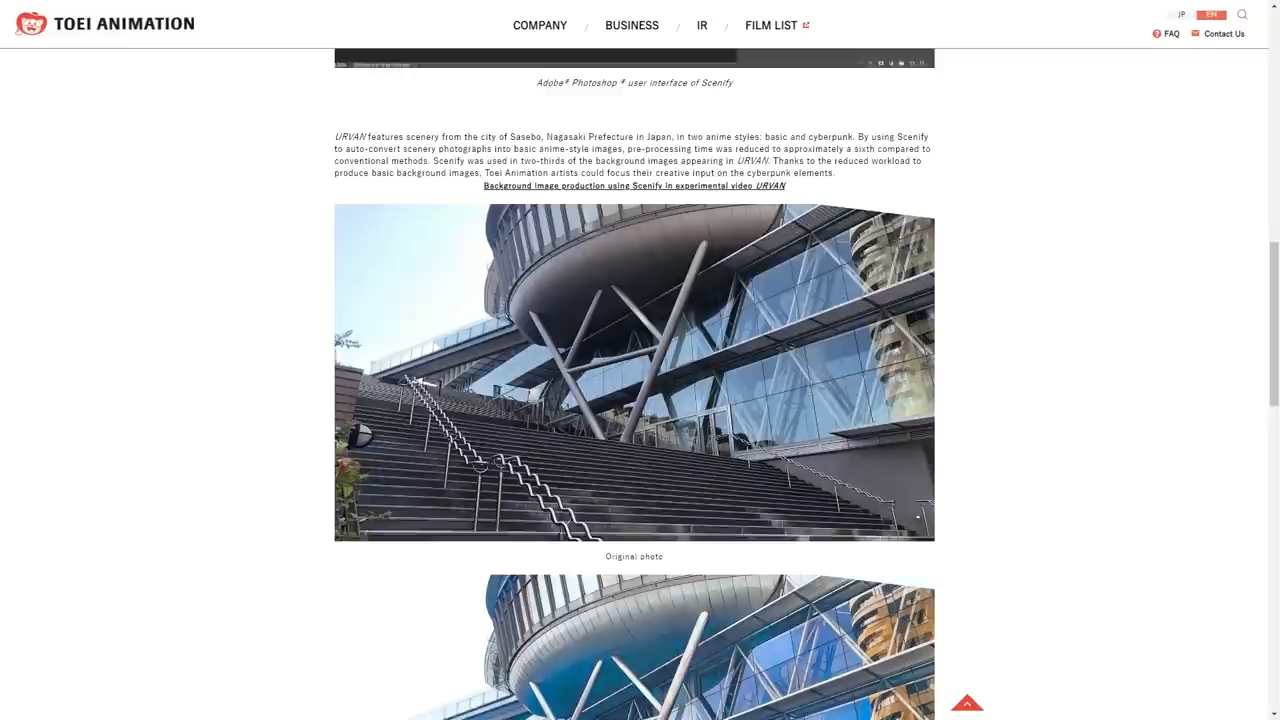 TOEI ANIMATION
COMPANY / BUSINESS / IR / FILM LIST
JP EN
FAQ Contact Us
Adobe® Photoshop ® user interface of Scenify
URVAN features scenery from the city of Sasebo, Nagasaki Prefecture in Japan, in two anime styles: basic and cyberpunk. By using Scenify
to auto-convert scenery photographs into basic anime-style images, pre-processing time was reduced to approximately a sixth compared to
conventional methods. Scenify was used in two-thirds of the background images appearing in URVAN. Thanks to the reduced workload to
produce basic background images, Toei Animation artists could focus their creative input on the cyberpunk elements.
Background image production using Scenify in experimental video URVAN
Original photo